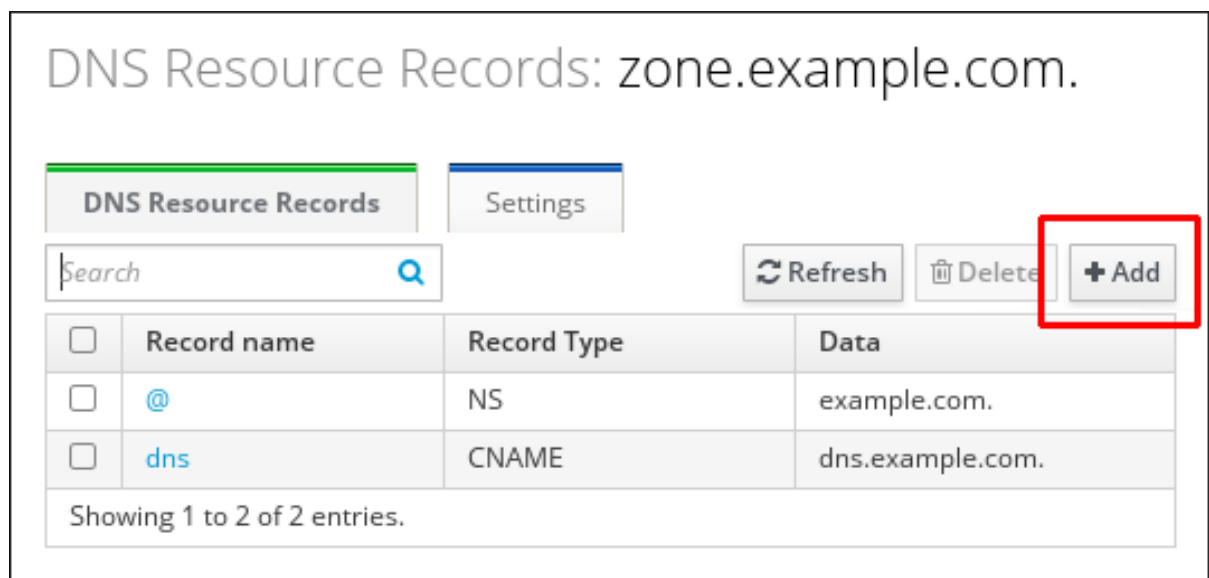 DNS Resource Records: zone.example.com.
DNS Resource Records Settings
Search Refresh Delete Add
Record name Record Type Data
@ NS example.com.
dns CNAME dns.example.com.
Showing 1 to 2 of 2 entries.